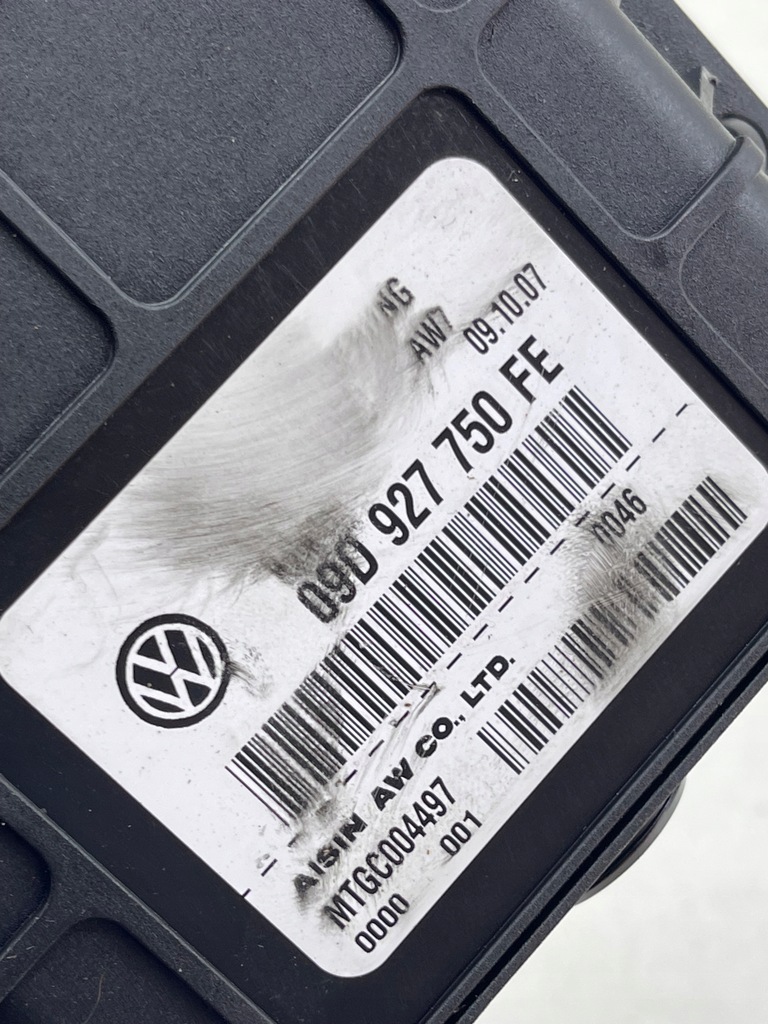 NG
AW7 09.10.07
09D 927 750 FE
0046
AISIN AW CO., LTD.
MTGC004497
0000 001